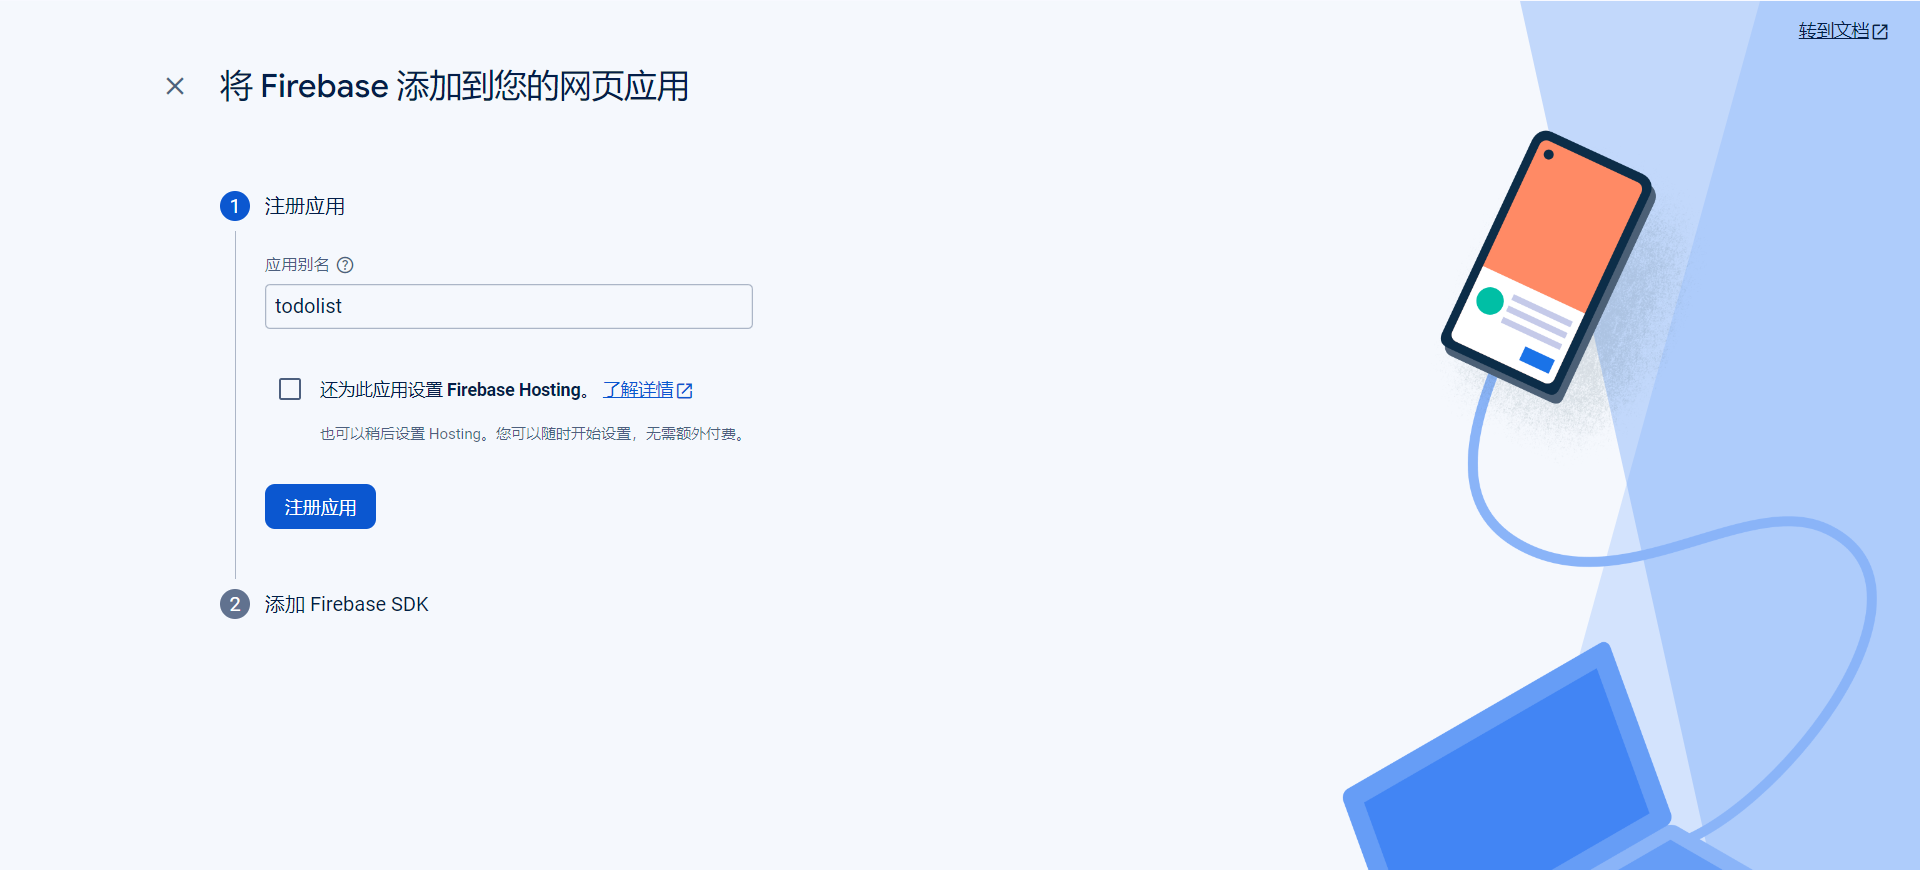 转到文档
将 Firebase 添加到您的网页应用
1 注册应用
应用别名
todolist
还为此应用设置 Firebase Hosting。 了解详情
也可以稍后设置 Hosting。您可以随时开始设置，无需额外付费。
注册应用
2 添加 Firebase SDK